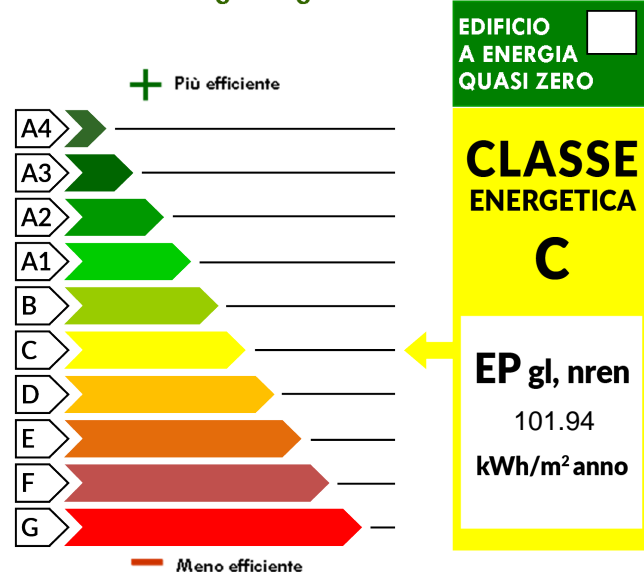 EDIFICIO
A ENERGIA
QUASI ZERO
Più efficiente
A4
A3
A2
A1
B
C
D
E
F
G
Meno efficiente
CLASSE
ENERGETICA
C
EP gl, nren
101.94
kWh/m² anno